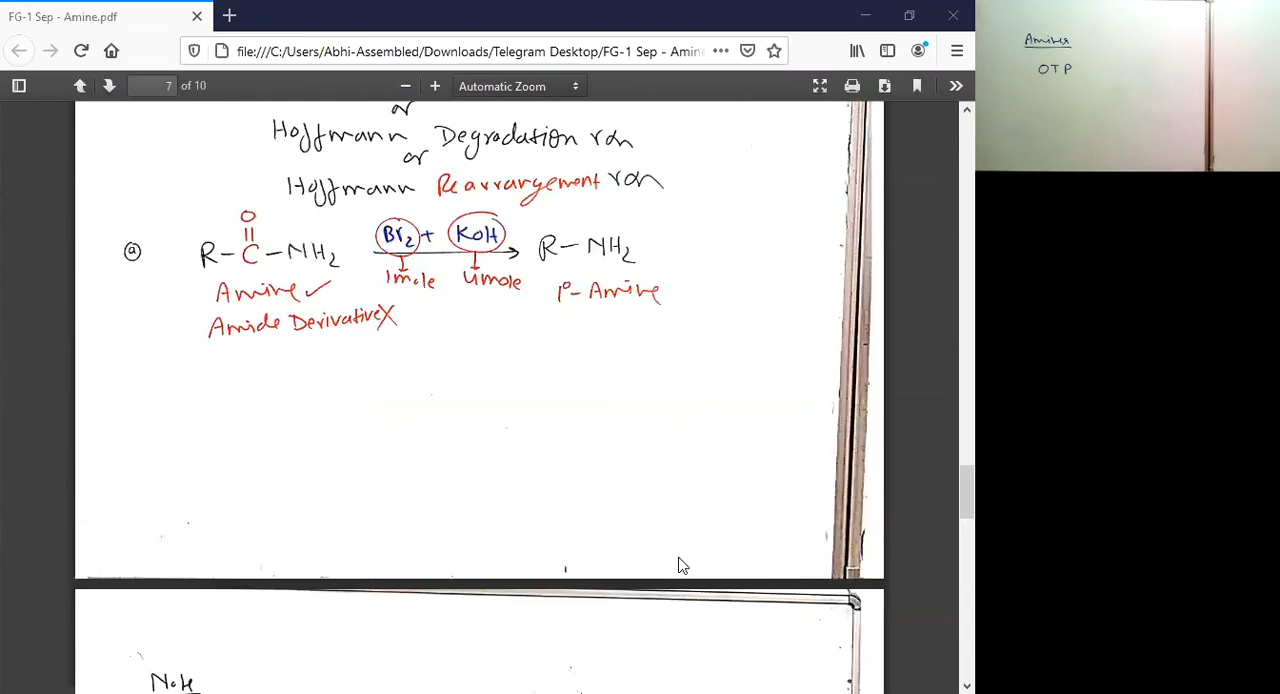 FG-1 Sep - Amine.pdf
file:///C:/Users/Abhi-Assembled/Downloads/Telegram Desktop/FG-1 Sep - Amine
7 of 10
Automatic Zoom
or
Hoffmann Degradation rxn
or
Hoffmann Rearrangement rxn
O
ⓐ R – C – NH2 Br2 + KOH R – NH2
1mole 4mole
Amine ✓ 1°- Amine
Amide Derivative X
Note
Amines
OTP